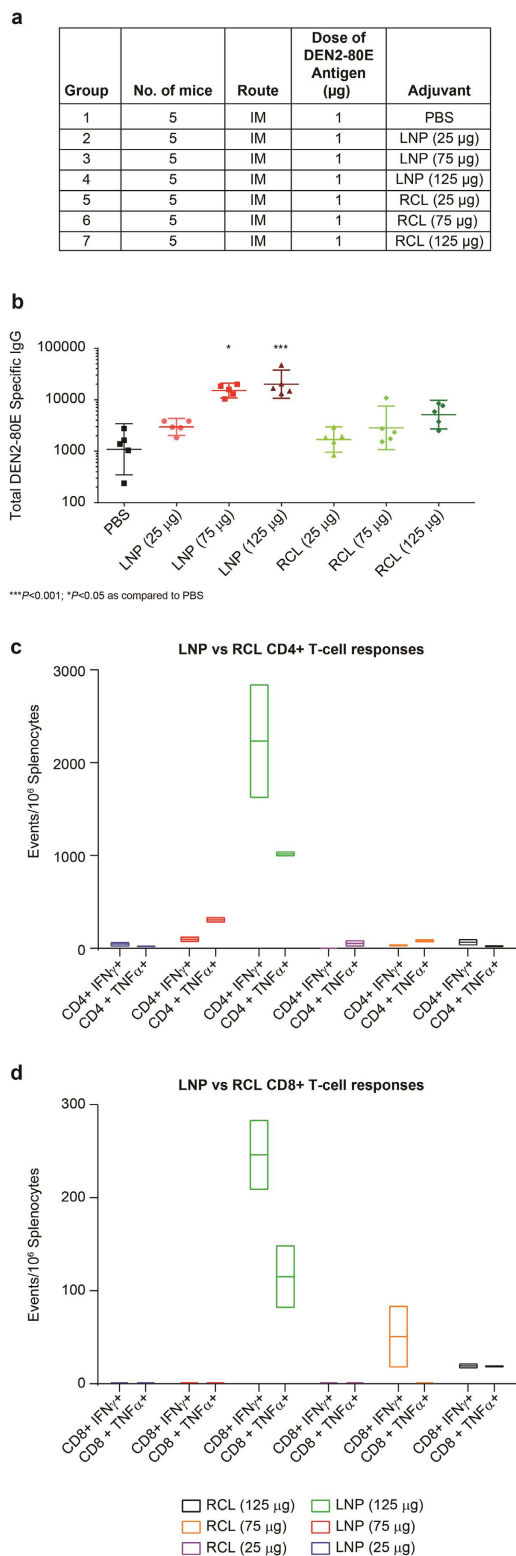 a
Group No. of mice Route Dose of DEN2-80E Antigen (µg) Adjuvant
1 5 IM 1 PBS
2 5 IM 1 LNP (25 µg)
3 5 IM 1 LNP (75 µg)
4 5 IM 1 LNP (125 µg)
5 5 IM 1 RCL (25 µg)
6 5 IM 1 RCL (75 µg)
7 5 IM 1 RCL (125 µg)
b
Total DEN2-80E Specific IgG
100000
10000
1000
100
* ***
PBS
LNP (25 µg)
LNP (75 µg)
LNP (125 µg)
RCL (25 µg)
RCL (75 µg)
RCL (125 µg)
***P<0.001; *P<0.05 as compared to PBS
c
LNP vs RCL CD4+ T-cell responses
Events/10⁶ Splenocytes
3000
2000
1000
0
CD4+ IFNγ+
CD4 + TNFα+
CD4+ IFNγ+
CD4 + TNFα+
CD4+ IFNγ+
CD4 + TNFα+
CD4+ IFNγ+
CD4 + TNFα+
CD4+ IFNγ+
CD4 + TNFα+
CD4+ IFNγ+
CD4 + TNFα+
d
LNP vs RCL CD8+ T-cell responses
Events/10⁶ Splenocytes
300
200
100
0
CD8+ IFNγ+
CD8 + TNFα+
CD8+ IFNγ+
CD8 + TNFα+
CD8+ IFNγ+
CD8 + TNFα+
CD8+ IFNγ+
CD8 + TNFα+
CD8+ IFNγ+
CD8 + TNFα+
CD8+ IFNγ+
CD8 + TNFα+
RCL (125 µg) LNP (125 µg)
RCL (75 µg) LNP (75 µg)
RCL (25 µg) LNP (25 µg)